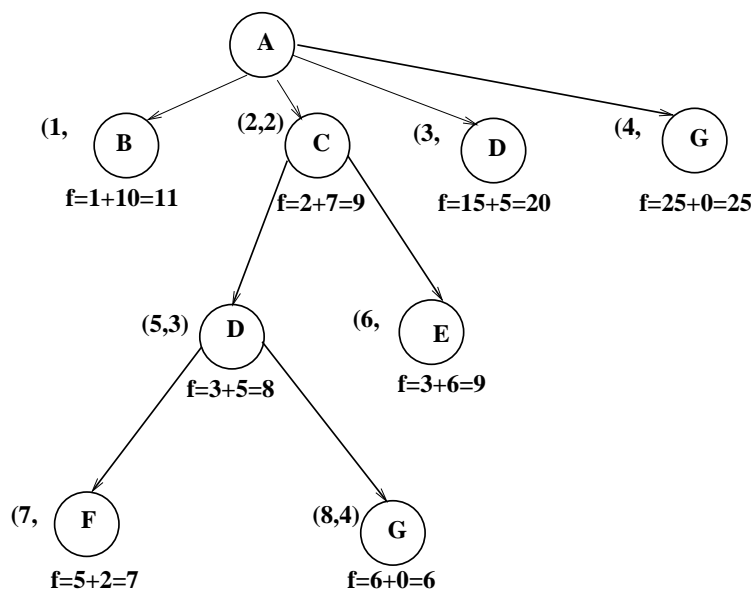 A
(1,
B
(2,2)
C
(3,
D
(4,
G
f=1+10=11
f=2+7=9
f=15+5=20
f=25+0=25
(5,3)
D
(6,
E
f=3+5=8
f=3+6=9
(7,
F
(8,4)
G
f=5+2=7
f=6+0=6